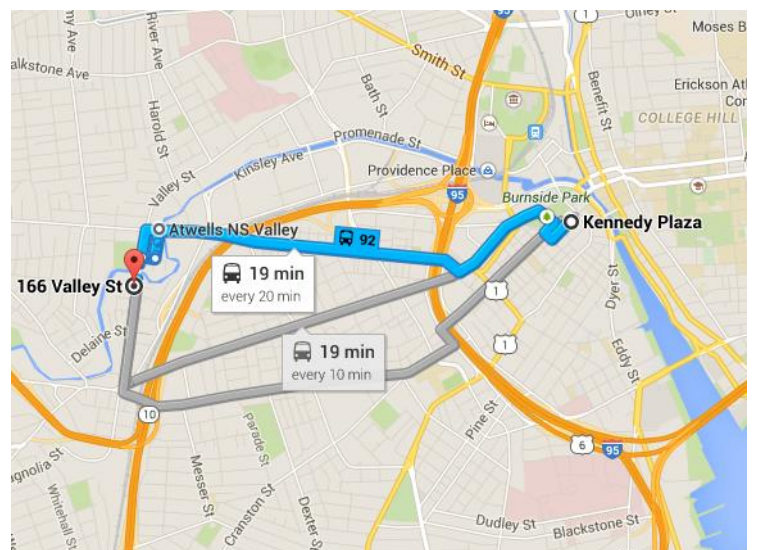 my Ave
River Ave
95
1
Olney St
Moses B
alkstone Ave
Smith St
Harold St
Bath St
Benefit St
Erickson Atl
Cor
COLLEGE HILL
Promenade St
Kinsley Ave
Valley St
Providence Place
95
Burnside Park
Kennedy Plaza
Atwells NS Valley
92
19 min
every 20 min
166 Valley St
1
Dyer St
Delaine St
19 min
every 10 min
1
Eddy St
10
Pine St
6
95
Parade St
agnolia St
Messer St
Whitehall St
Cranston St
Dexter St
Dudley St
Blackstone St